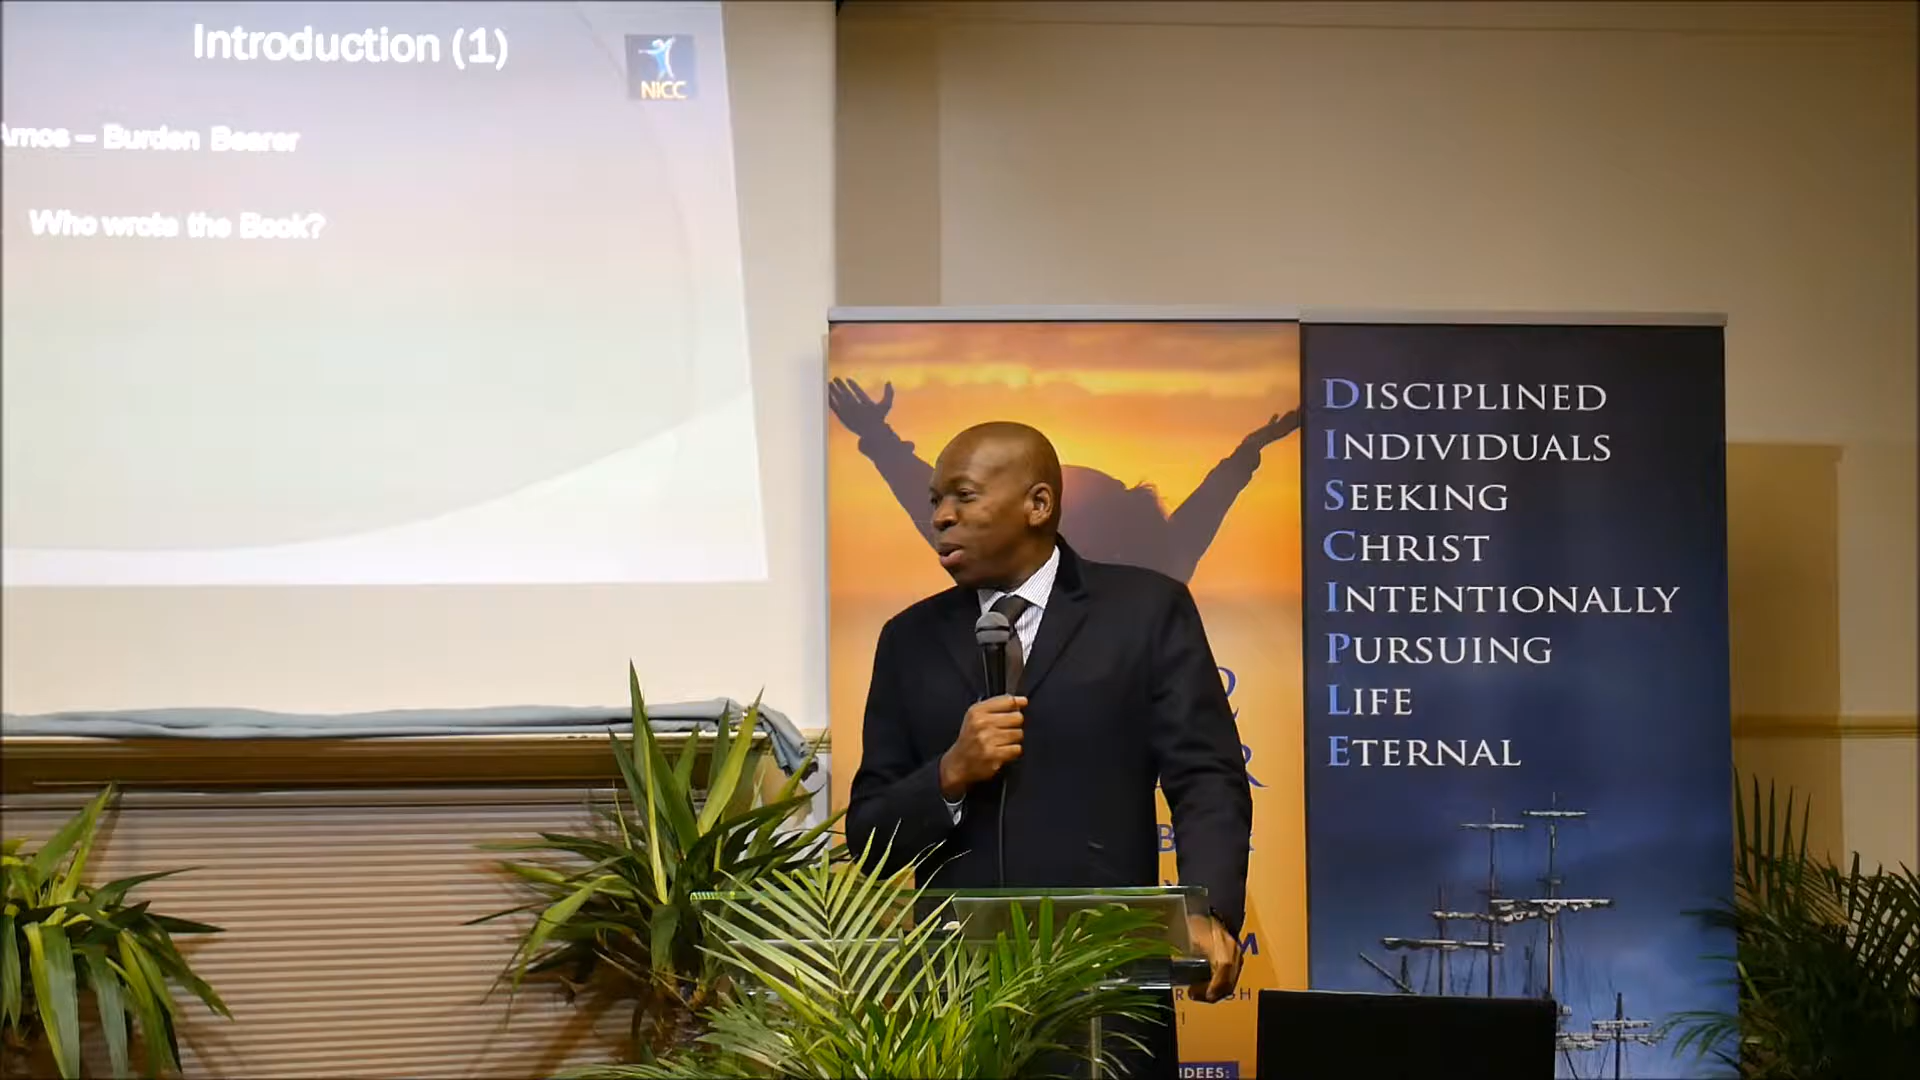 Introduction (1)
NICC
Amos – Burden Bearer
Who wrote the Book?
DISCIPLINED
INDIVIDUALS
SEEKING
CHRIST
INTENTIONALLY
PURSUING
LIFE
ETERNAL